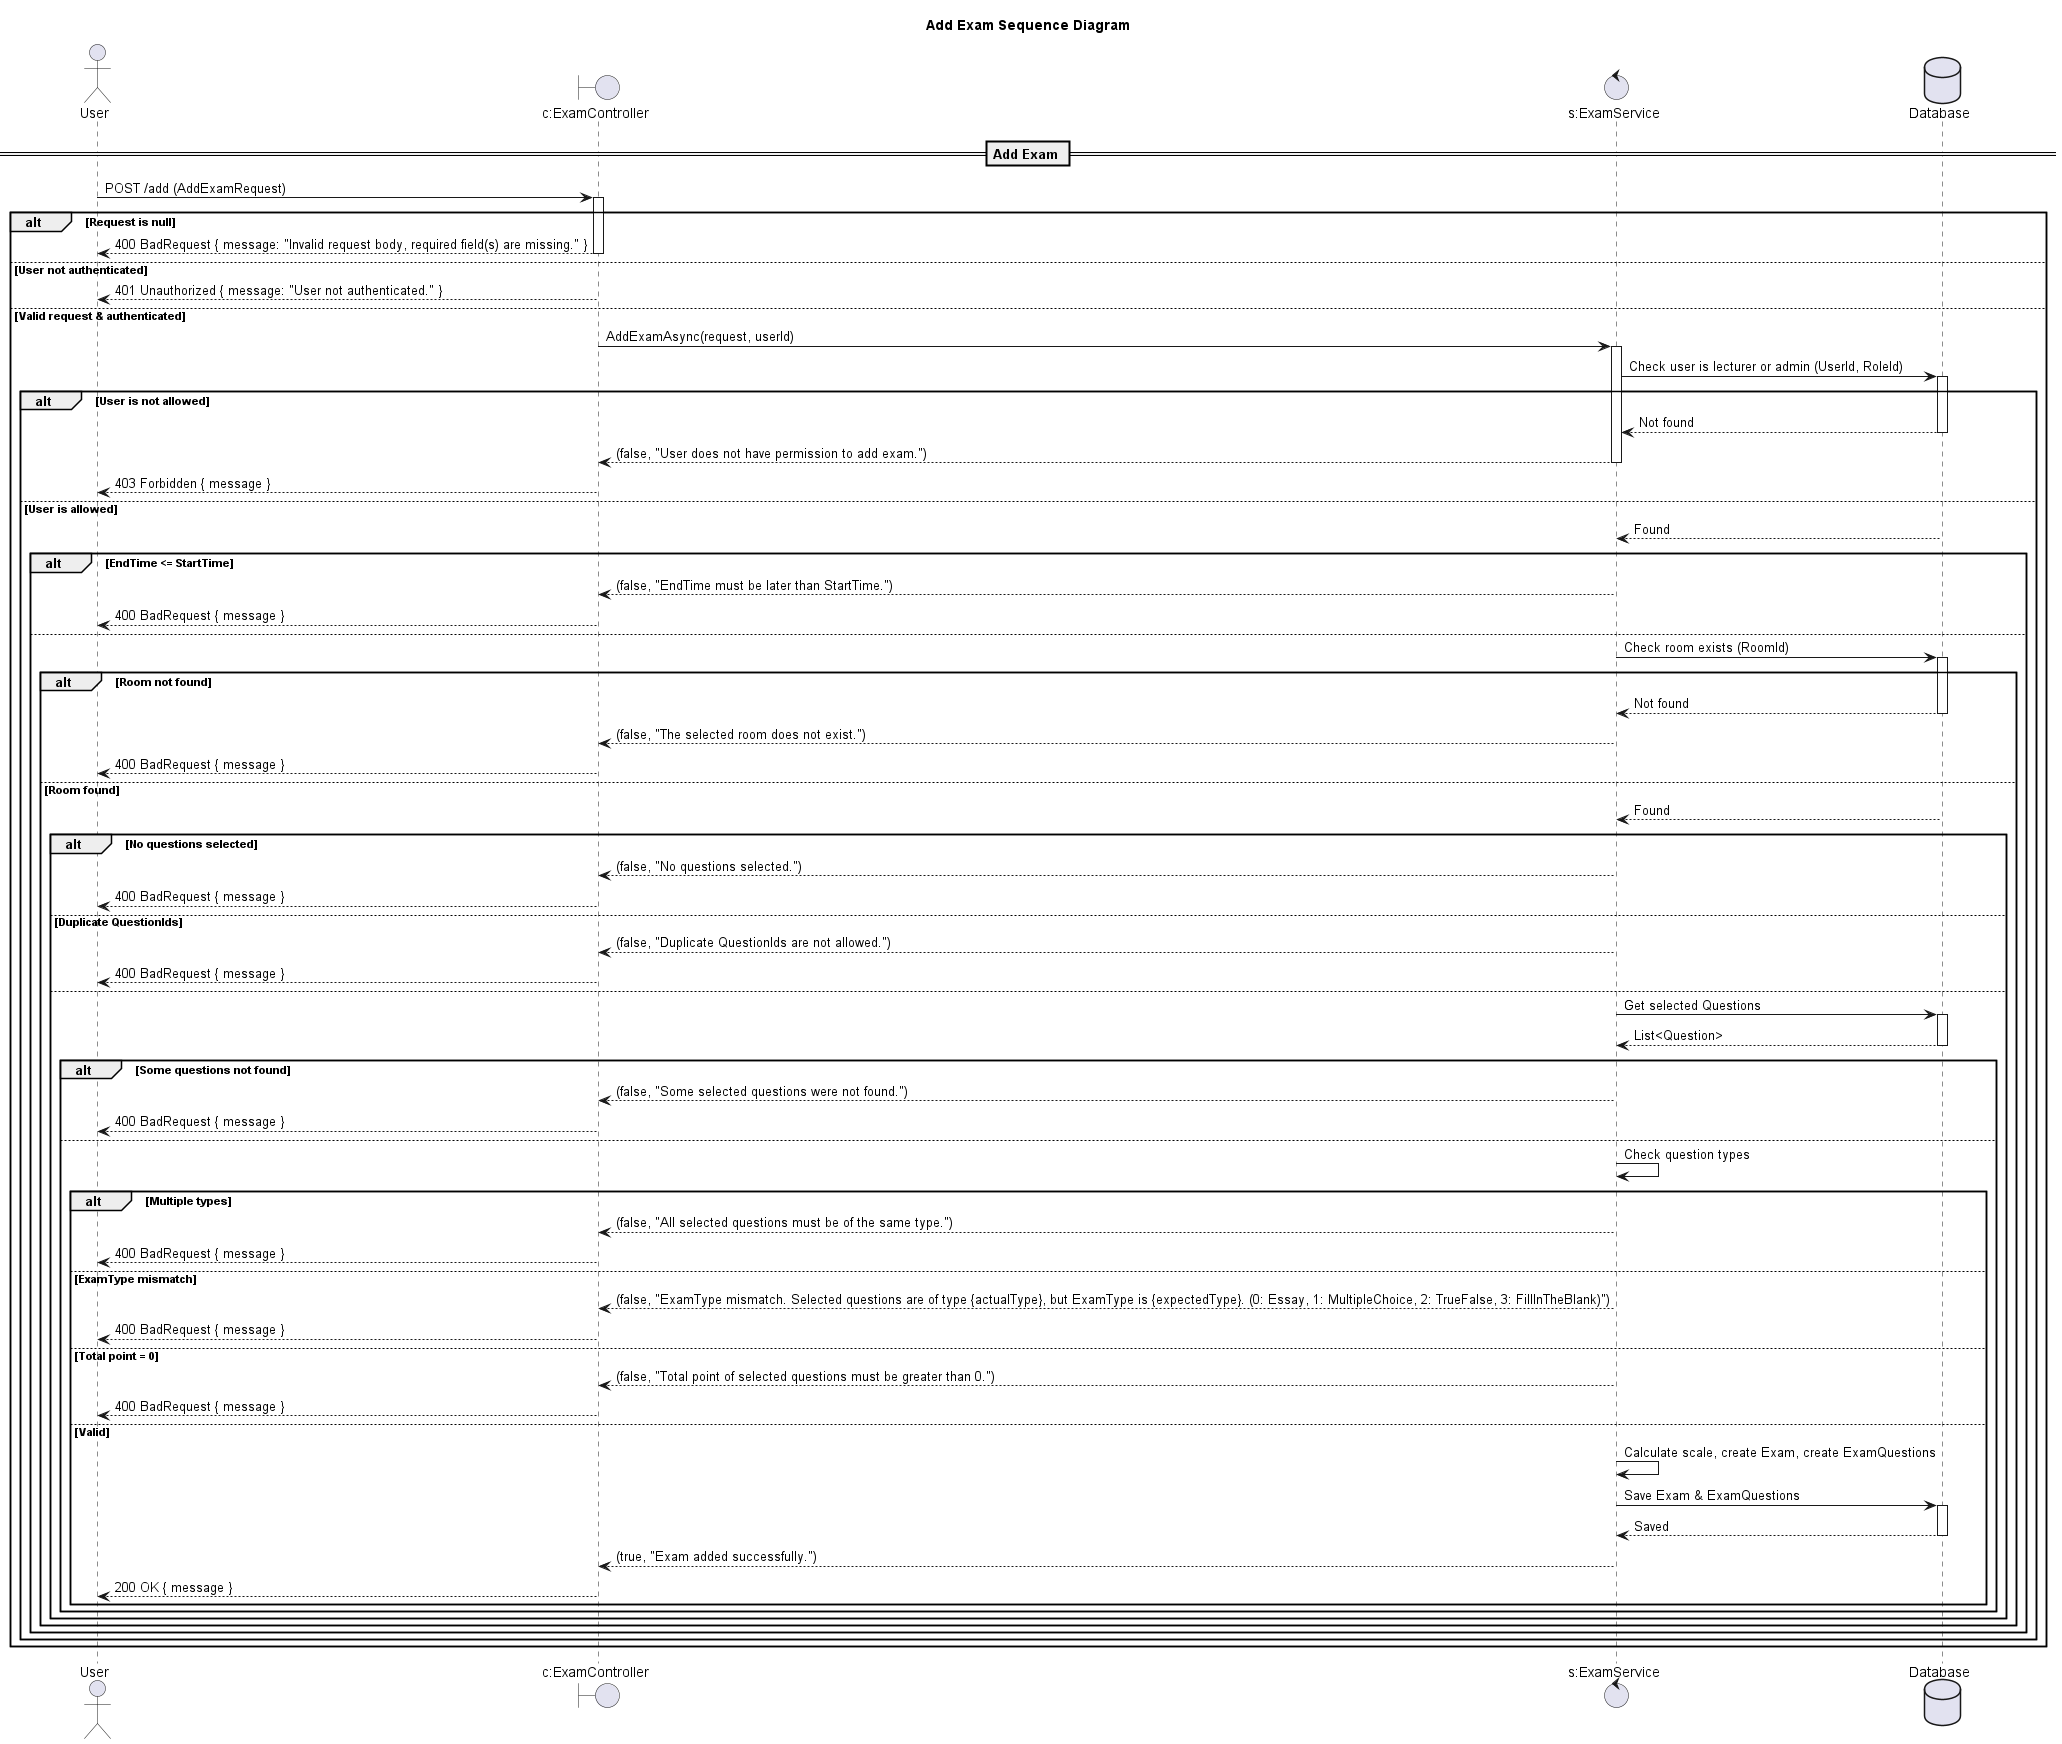 Add Exam Sequence Diagram
User
c:ExamController
s:ExamService
Database
Add Exam
POST /add (AddExamRequest)
alt
[Request is null]
400 BadRequest { message: "Invalid request body, required field(s) are missing." }
[User not authenticated]
401 Unauthorized { message: "User not authenticated." }
[Valid request & authenticated]
AddExamAsync(request, userId)
Check user is lecturer or admin (UserId, RoleId)
alt
[User is not allowed]
Not found
(false, "User does not have permission to add exam.")
403 Forbidden { message }
[User is allowed]
Found
alt
[EndTime <= StartTime]
(false, "EndTime must be later than StartTime.")
400 BadRequest { message }
Check room exists (RoomId)
alt
[Room not found]
Not found
(false, "The selected room does not exist.")
400 BadRequest { message }
[Room found]
Found
alt
[No questions selected]
(false, "No questions selected.")
400 BadRequest { message }
[Duplicate QuestionIds]
(false, "Duplicate QuestionIds are not allowed.")
400 BadRequest { message }
Get selected Questions
List<Question>
alt
[Some questions not found]
(false, "Some selected questions were not found.")
400 BadRequest { message }
Check question types
alt
[Multiple types]
(false, "All selected questions must be of the same type.")
400 BadRequest { message }
[ExamType mismatch]
(false, "ExamType mismatch. Selected questions are of type {actualType}, but ExamType is {expectedType}. (0: Essay, 1: MultipleChoice, 2: TrueFalse, 3: FillInTheBlank)")
400 BadRequest { message }
[Total point = 0]
(false, "Total point of selected questions must be greater than 0.")
400 BadRequest { message }
[Valid]
Calculate scale, create Exam, create ExamQuestions
Save Exam & ExamQuestions
Saved
(true, "Exam added successfully.")
200 OK { message }
User
c:ExamController
s:ExamService
Database